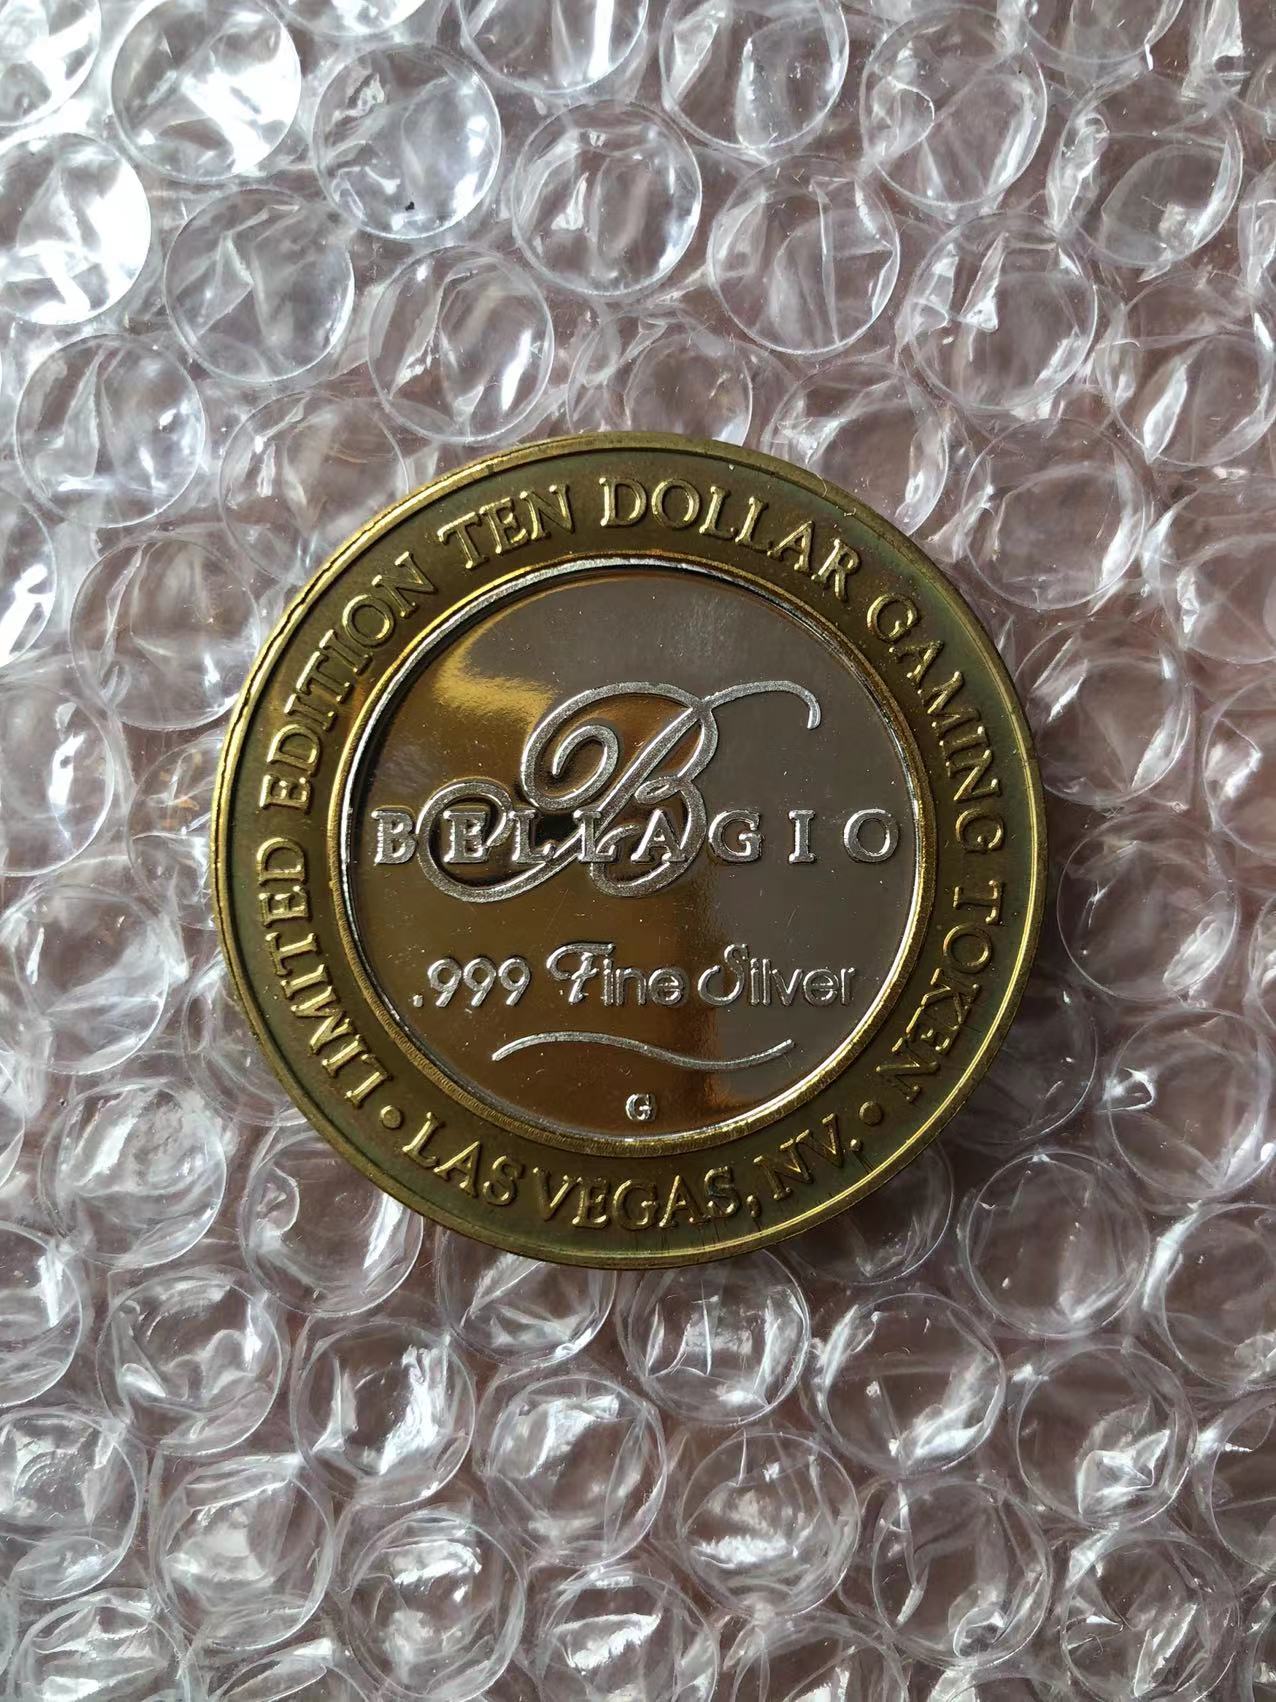 LIMITED EDITION TEN DOLLAR GAMING TOKEN
B
BELLAGIO
.999 Fine Silver
G
• LAS VEGAS, NV. •